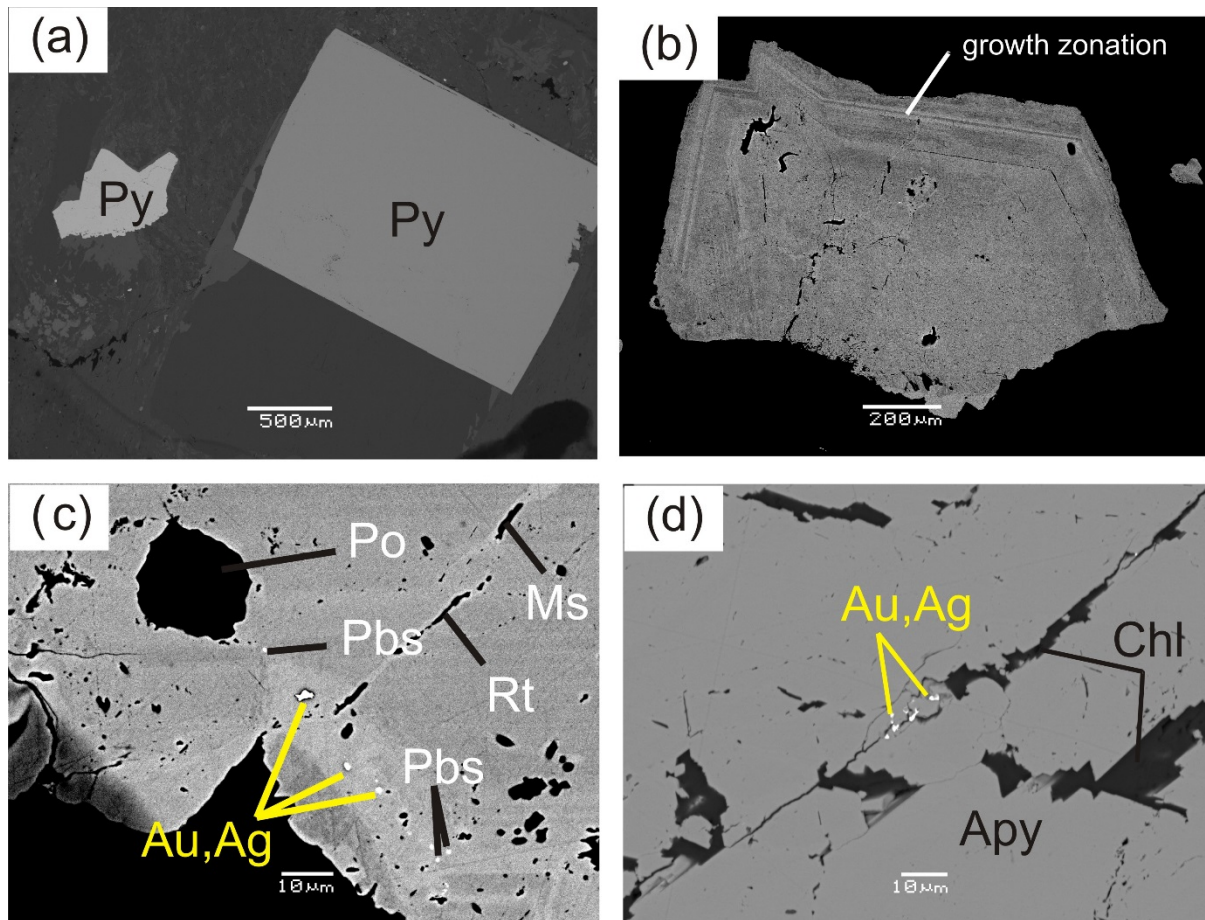 (a)
Py
Py
500μm
(b)
growth zonation
200μm
(c)
Po
Ms
Pbs
Rt
Pbs
Au,Ag
10μm
(d)
Au,Ag
Chl
Apy
10μm